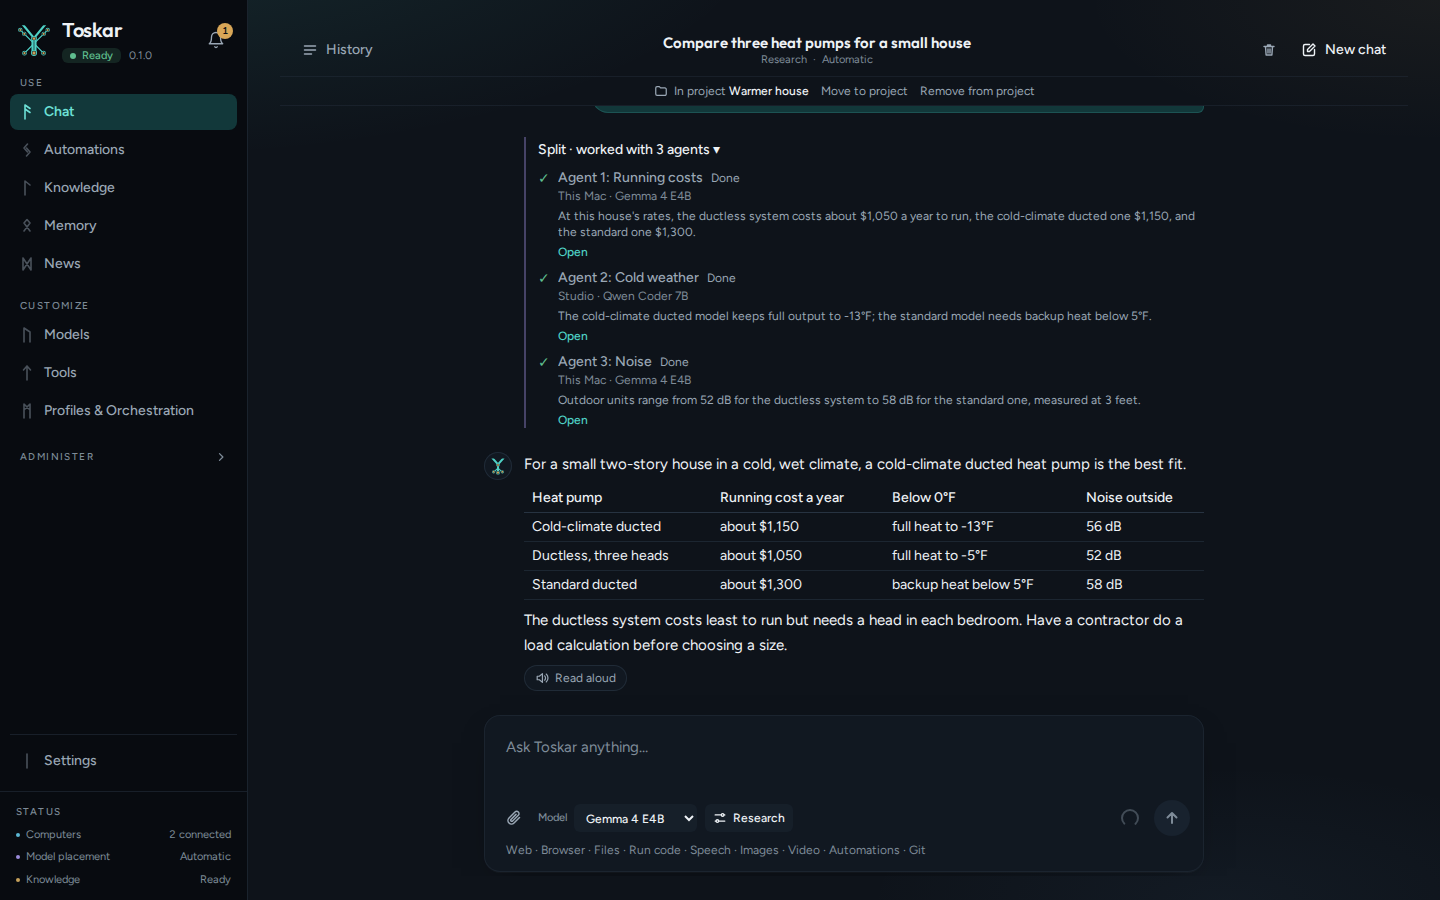 Toskar
Ready 0.1.0
1
USE
Chat
Automations
Knowledge
Memory
News
CUSTOMIZE
Models
Tools
Profiles & Orchestration
ADMINISTER
Settings
STATUS
Computers 2 connected
Model placement Automatic
Knowledge Ready
History
Compare three heat pumps for a small house
Research · Automatic
New chat
In project Warmer house Move to project Remove from project
Split · worked with 3 agents ▾
✓ Agent 1: Running costs Done
This Mac · Gemma 4 E4B
At this house's rates, the ductless system costs about $1,050 a year to run, the cold-climate ducted one $1,150, and
the standard one $1,300.
Open
✓ Agent 2: Cold weather Done
Studio · Qwen Coder 7B
The cold-climate ducted model keeps full output to -13°F; the standard model needs backup heat below 5°F.
Open
✓ Agent 3: Noise Done
This Mac · Gemma 4 E4B
Outdoor units range from 52 dB for the ductless system to 58 dB for the standard one, measured at 3 feet.
Open
For a small two-story house in a cold, wet climate, a cold-climate ducted heat pump is the best fit.
Heat pump Running cost a year Below 0°F Noise outside
Cold-climate ducted about $1,150 full heat to -13°F 56 dB
Ductless, three heads about $1,050 full heat to -5°F 52 dB
Standard ducted about $1,300 backup heat below 5°F 58 dB
The ductless system costs least to run but needs a head in each bedroom. Have a contractor do a
load calculation before choosing a size.
Read aloud
Ask Toskar anything...
Model Gemma 4 E4B Research
Web · Browser · Files · Run code · Speech · Images · Video · Automations · Git